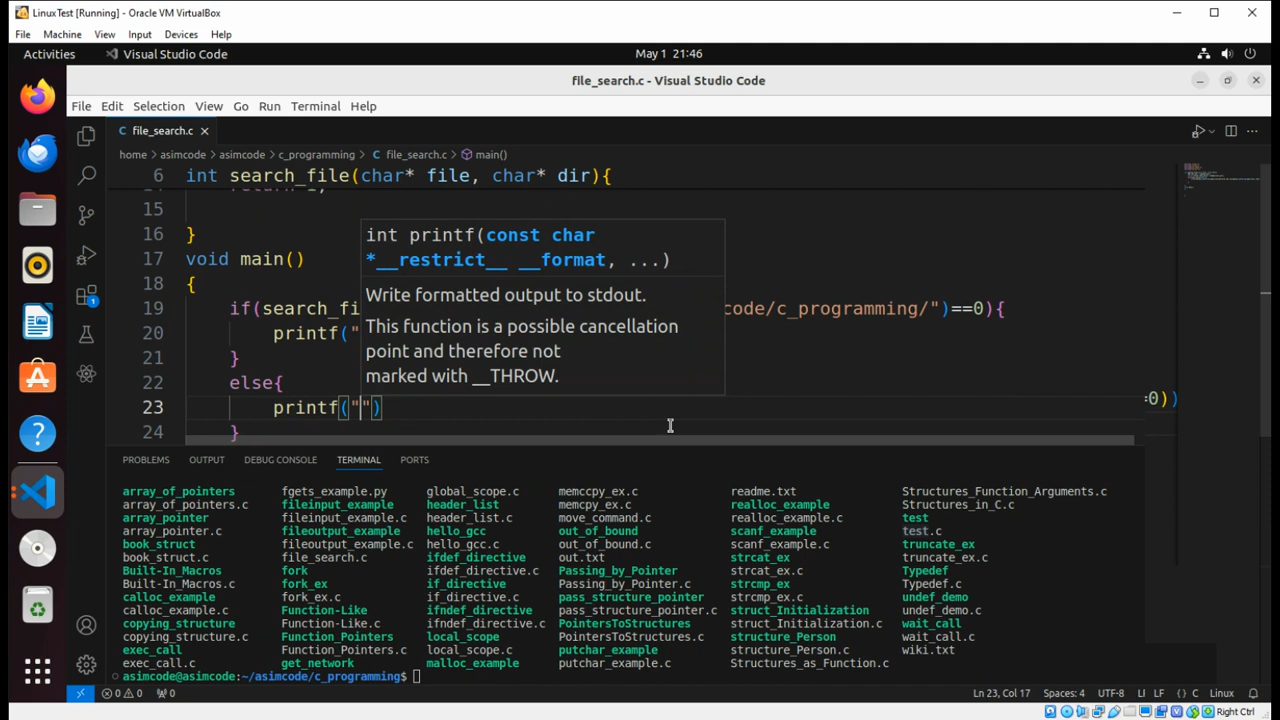 LinuxTest [Running] - Oracle VM VirtualBox
File Machine View Input Devices Help
Activities Visual Studio Code May 1 21:46
file_search.c - Visual Studio Code
File Edit Selection View Go Run Terminal Help
C file_search.c
home > asimcode > asimcode > c_programming > C file_search.c > main()
6 int search_file(char* file, char* dir){
15
16 }
17 void main()
18 {
19 if(search_fi code/c_programming/")==0){
20 printf("
21 }
22 else{
23 printf("") =0))
24 }
int printf(const char
*__restrict__ __format, ...)
Write formatted output to stdout.
This function is a possible cancellation
point and therefore not
marked with __THROW.
1
PROBLEMS OUTPUT DEBUG CONSOLE TERMINAL PORTS
array_of_pointers fgets_example.py global_scope.c memccpy_ex.c readme.txt Structures_Function_Arguments.c
array_of_pointers.c fileinput_example header_list memcpy_ex.c realloc_example Structures_in_C.c
array_pointer fileinput_example.c header_list.c move_command.c realloc_example.c test
array_pointer.c fileoutput_example hello_gcc out_of_bound scanf_example test.c
book_struct fileoutput_example.c hello_gcc.c out_of_bound.c scanf_example.c truncate_ex
book_struct.c file_search.c ifdef_directive out.txt strcat_ex truncate_ex.c
Built-In_Macros fork ifdef_directive.c Passing_by_Pointer strcat_ex.c Typedef
Built-In_Macros.c fork_ex if_directive Passing_by_Pointer.c strcmp_ex Typedef.c
calloc_example fork_ex.c if_directive.c pass_structure_pointer strcmp_ex.c undef_demo
calloc_example.c Function-Like ifndef_directive pass_structure_pointer.c struct_Initialization undef_demo.c
copying_structure Function-Like.c ifndef_directive.c PointersToStructures struct_Initialization.c wait_call
copying_structure.c Function_Pointers local_scope PointersToStructures.c structure_Person wait_call.c
exec_call Function_Pointers.c local_scope.c putchar_example structure_Person.c wiki.txt
exec_call.c get_network malloc_example putchar_example.c Structures_as_Function.c
asimcode@asimcode:~/asimcode/c_programming$
0 0 0 Ln 23, Col 17 Spaces: 4 UTF-8 LF {} C Linux
Right Ctrl